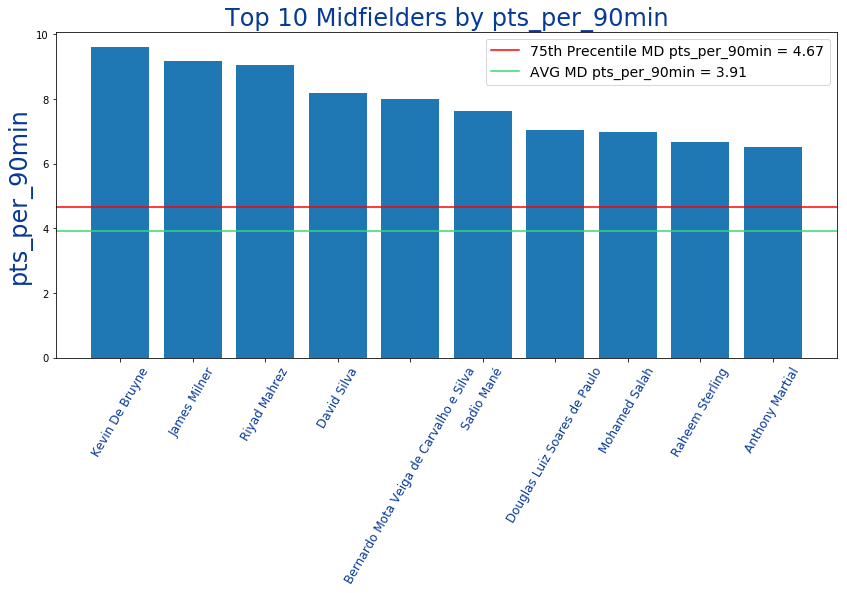 Top 10 Midfielders by pts_per_90min
75th Precentile MD pts_per_90min = 4.67
AVG MD pts_per_90min = 3.91
pts_per_90min
10
8
6
4
2
0
Kevin De Bruyne
James Milner
Riyad Mahrez
David Silva
Bernardo Mota Veiga de Carvalho e Silva
Sadio Mané
Douglas Luiz Soares de Paulo
Mohamed Salah
Raheem Sterling
Anthony Martial